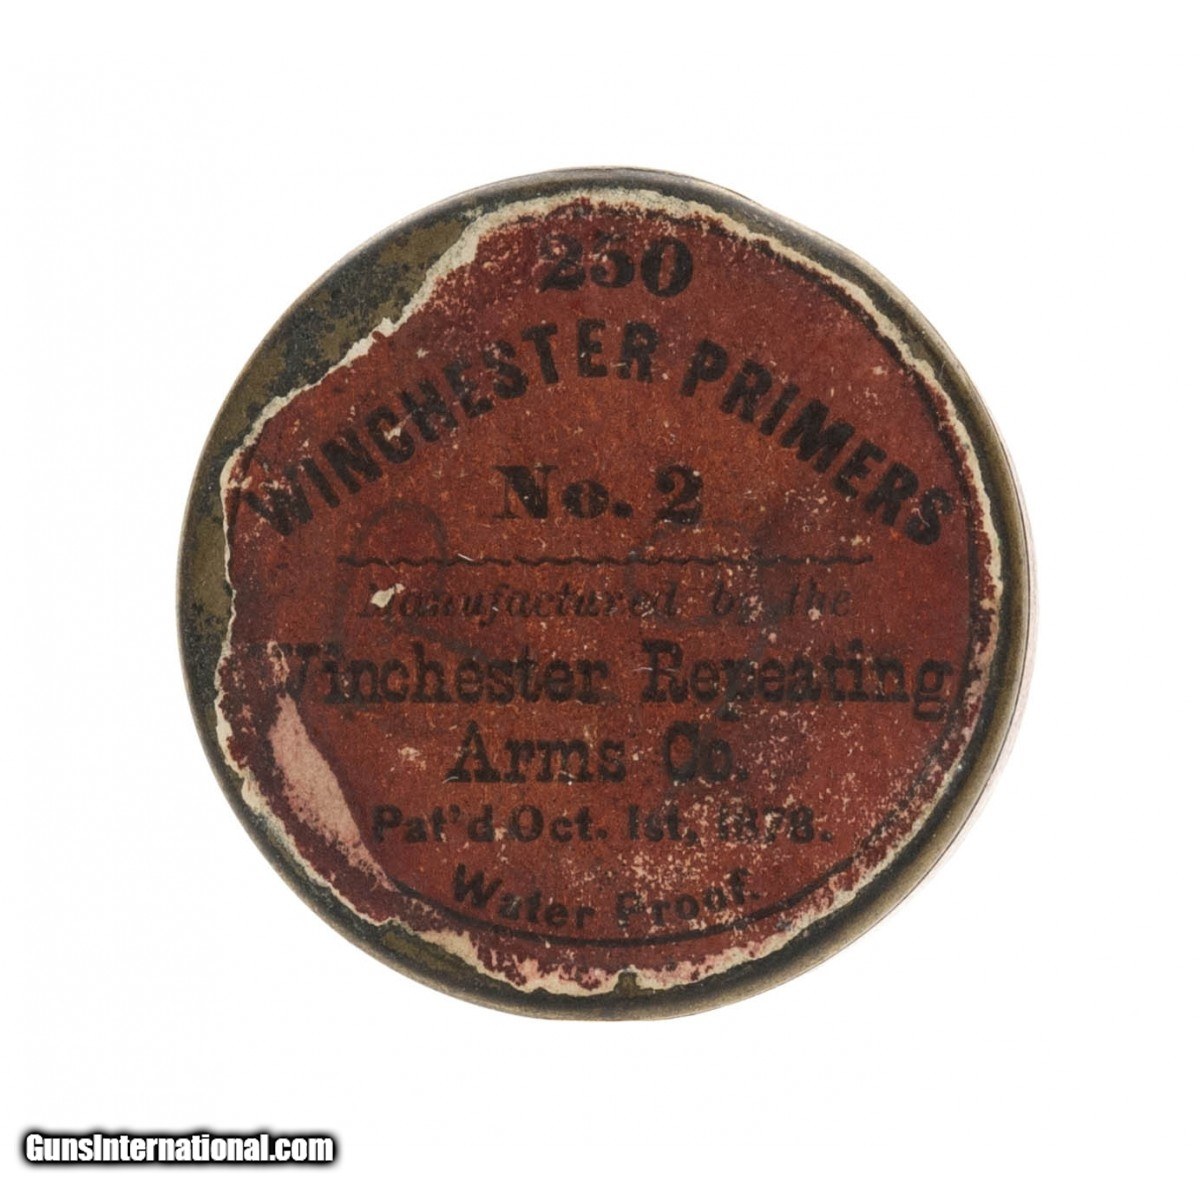 250
WINCHESTER PRIMERS
No. 2
Manufactured by the
Winchester Repeating
Arms Co.
Pat'd Oct. 1st, 1878.
Water Proof.
GunsInternational.com